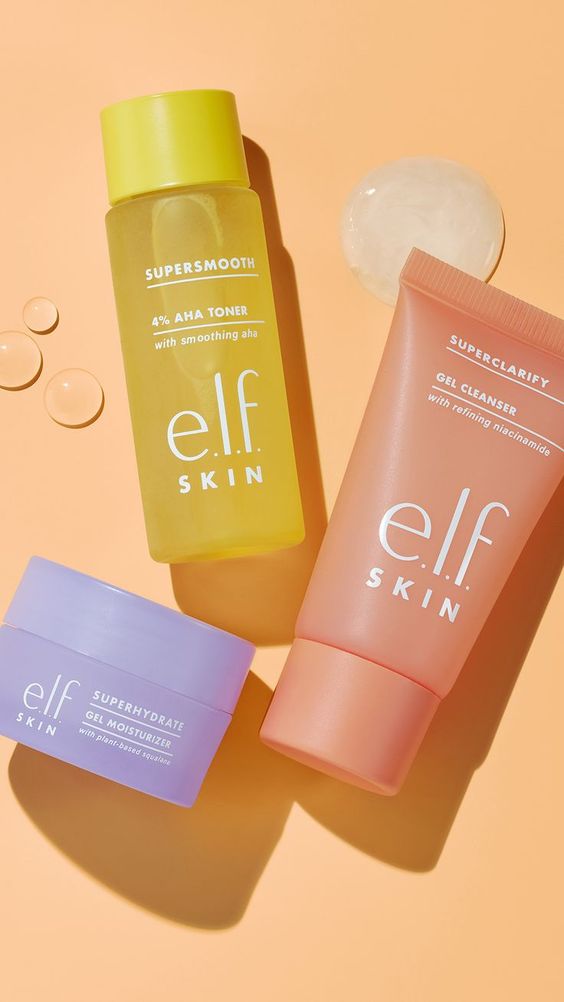 SUPERSMOOTH
4% AHA TONER
with smoothing aha
e.l.f.
SKIN
SUPERCLARIFY
GEL CLEANSER
with refining niacinamide
e.l.f.
SKIN
e.l.f.
SKIN
SUPERHYDRATE
GEL MOISTURIZER
with plant-based squalane